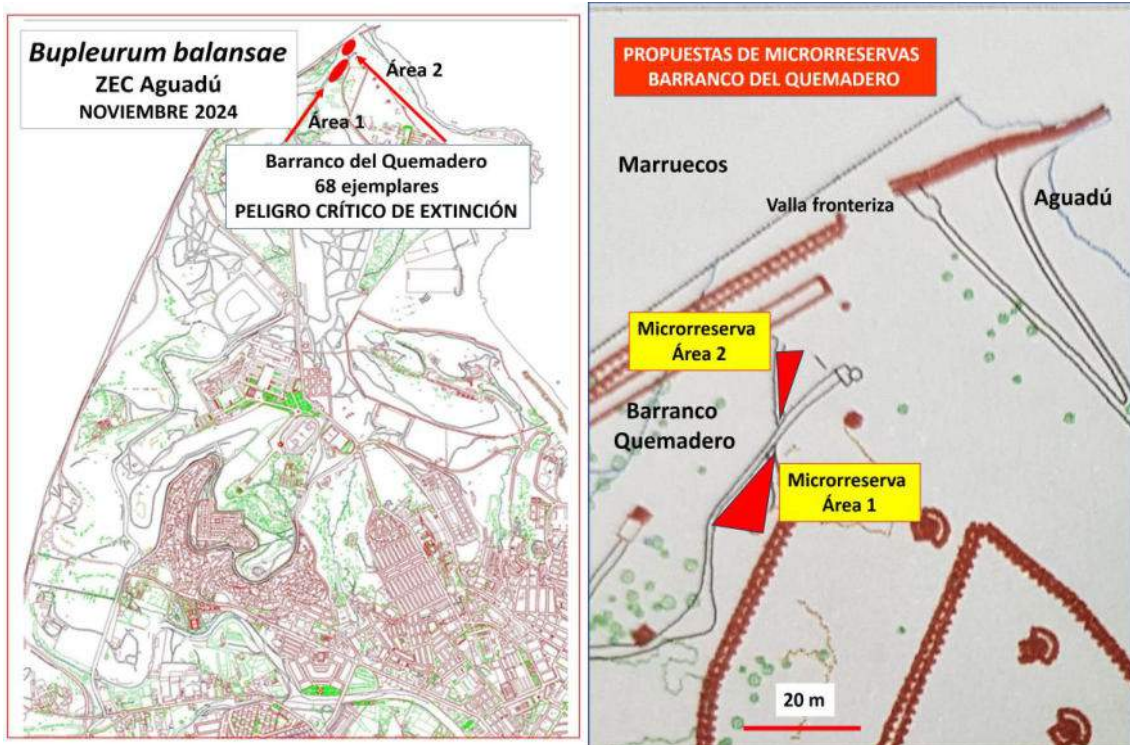 Bupleurum balansae
ZEC Aguadú
NOVIEMBRE 2024
Área 2
Área 1
Barranco del Quemadero
68 ejemplares
PELIGRO CRÍTICO DE EXTINCIÓN
PROPUESTAS DE MICRORRESERVAS
BARRANCO DEL QUEMADERO
Marruecos
Valla fronteriza
Aguadú
Microrreserva
Área 2
Barranco
Quemadero
Microrreserva
Área 1
20 m